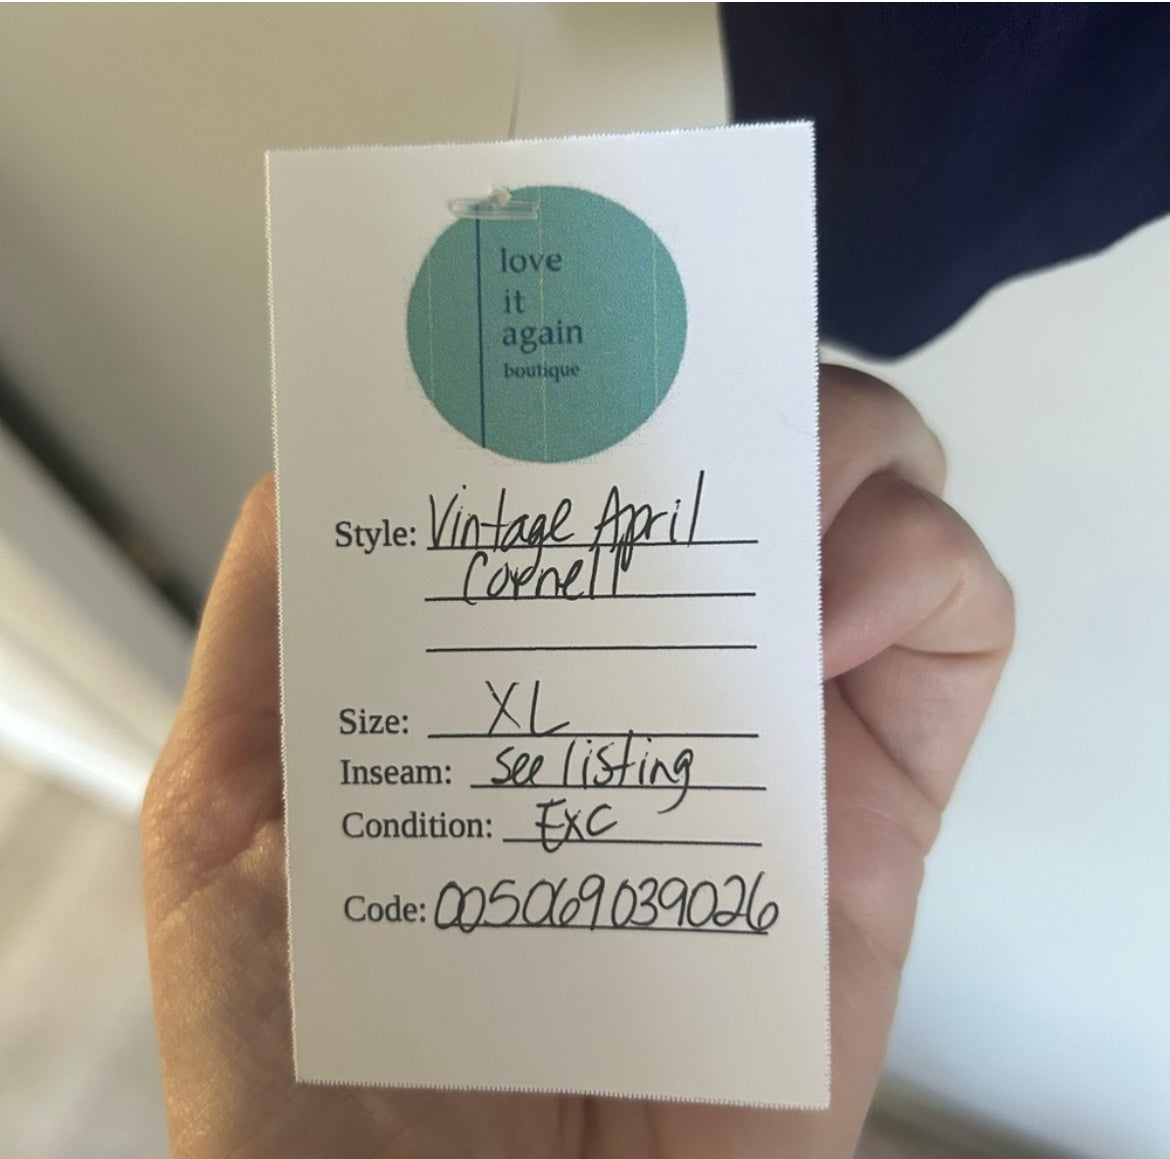 love
it
again
boutique
Style: Vintage April
Cornell
Size: XL
Inseam: see listing
Condition: Exc
Code: 005069039026